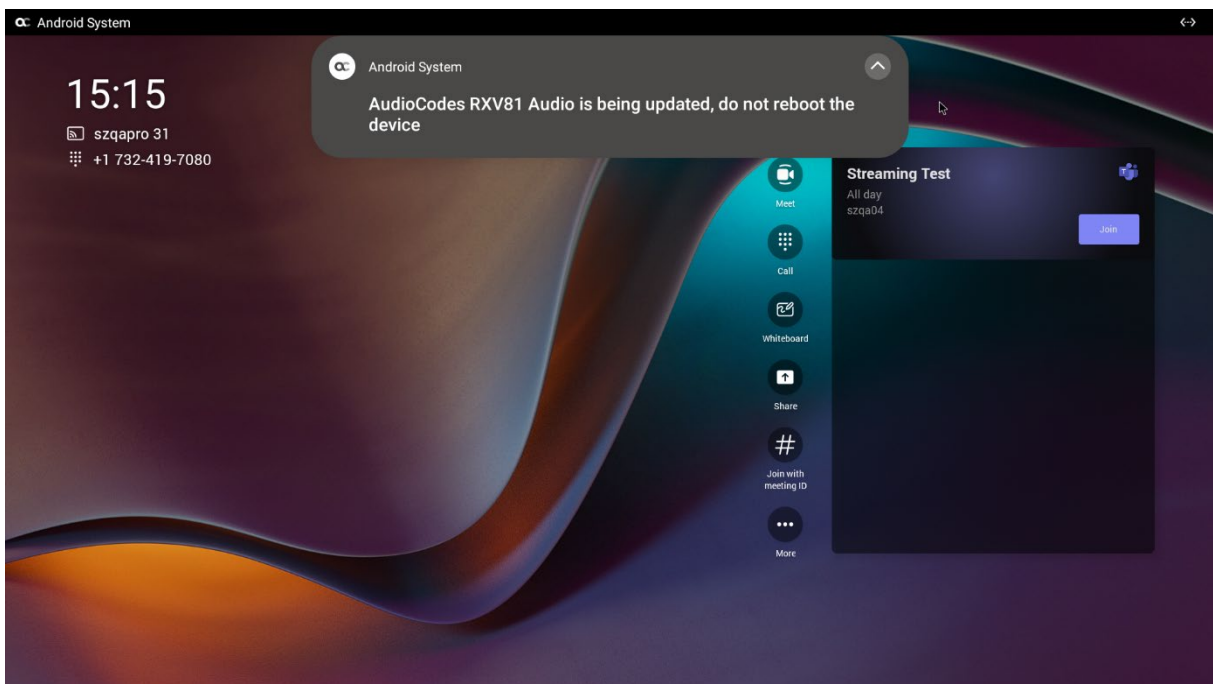 Android System
Android System
AudioCodes RXV81 Audio is being updated, do not reboot the
device
15:15
szqapro 31
+1 732-419-7080
Meet
Call
Whiteboard
Share
#
Join with
meeting ID
More
Streaming Test
All day
szqa04
Join